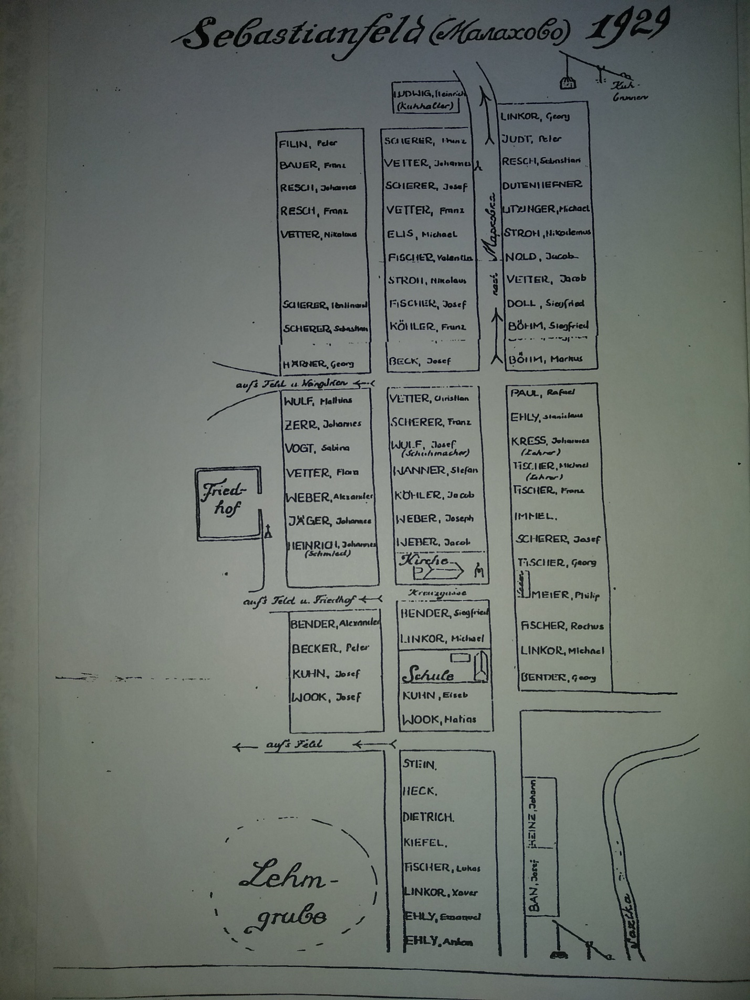 Sebastianfeld (Малахово) 1929
Kuh-
brunnen
LUDWIG, Heinrich
(Kuhhalter)
FILIN, Peter
BAUER, Franz
RESCH, Johannes
RESCH, Franz
VETTER, Nikolaus
SCHERER, Ferdinand
SCHERER, Sebastian
HÄRNER, Georg
SCHERER, Franz
VETTER, Johannes
SCHERER, Josef
VETTER, Franz
ELIS, Michael
FISCHER, Valentin
STROH, Nikolaus
FISCHER, Josef
KÖHLER, Franz
BECK, Josef
nach Марковка
LINKOR, Georg
JUDT, Peter
RESCH, Sebastian
DUTENHEFNER
UTZINGER, Michael
STROH, Nikodemus
NOLD, Jacob
VETTER, Jacob
DOLL, Siegfried
BÖHM, Siegfried
BÖHM, Markus
auf's Feld u. Weingärten
WULF, Mathias
ZERR, Johannes
VOGT, Sabina
VETTER, Flora
WEBER, Alexander
JÄGER, Johannes
HEINRICH, Johannes
(Schmied)
Fried-
hof
VETTER, Christian
SCHERER, Franz
WULF, Josef
(Schuhmacher)
WANNER, Stefan
KÖHLER, Jacob
WEBER, Joseph
WEBER, Jacob
Kirche
Kreuzgasse
PAUL, Rafael
EHLY, Stanislaus
KRESS, Johannes
(Lehrer)
FISCHER, Michael
(Lehrer)
FISCHER, Franz
IMMEL.
SCHERER, Josef
FISCHER, Georg
MEIER, Philip
FISCHER, Rochus
LINKOR, Michael
BENDER, Georg
auf's Feld u. Friedhof
BENDER, Alexander
BECKER, Peter
KUHN, Josef
WOOK, Josef
BENDER, Siegfried
LINKOR, Michael
Schule
KUHN, Eiseb
WOOK, Matias
auf's Feld
STEIN.
HECK.
DIETRICH.
KIEFEL.
FISCHER, Lukas
LINKOR, Xaver
EHLY, Emanuel
EHLY, Anton
HEINZ, Johann
BAN, Josef
Lehm-
grube